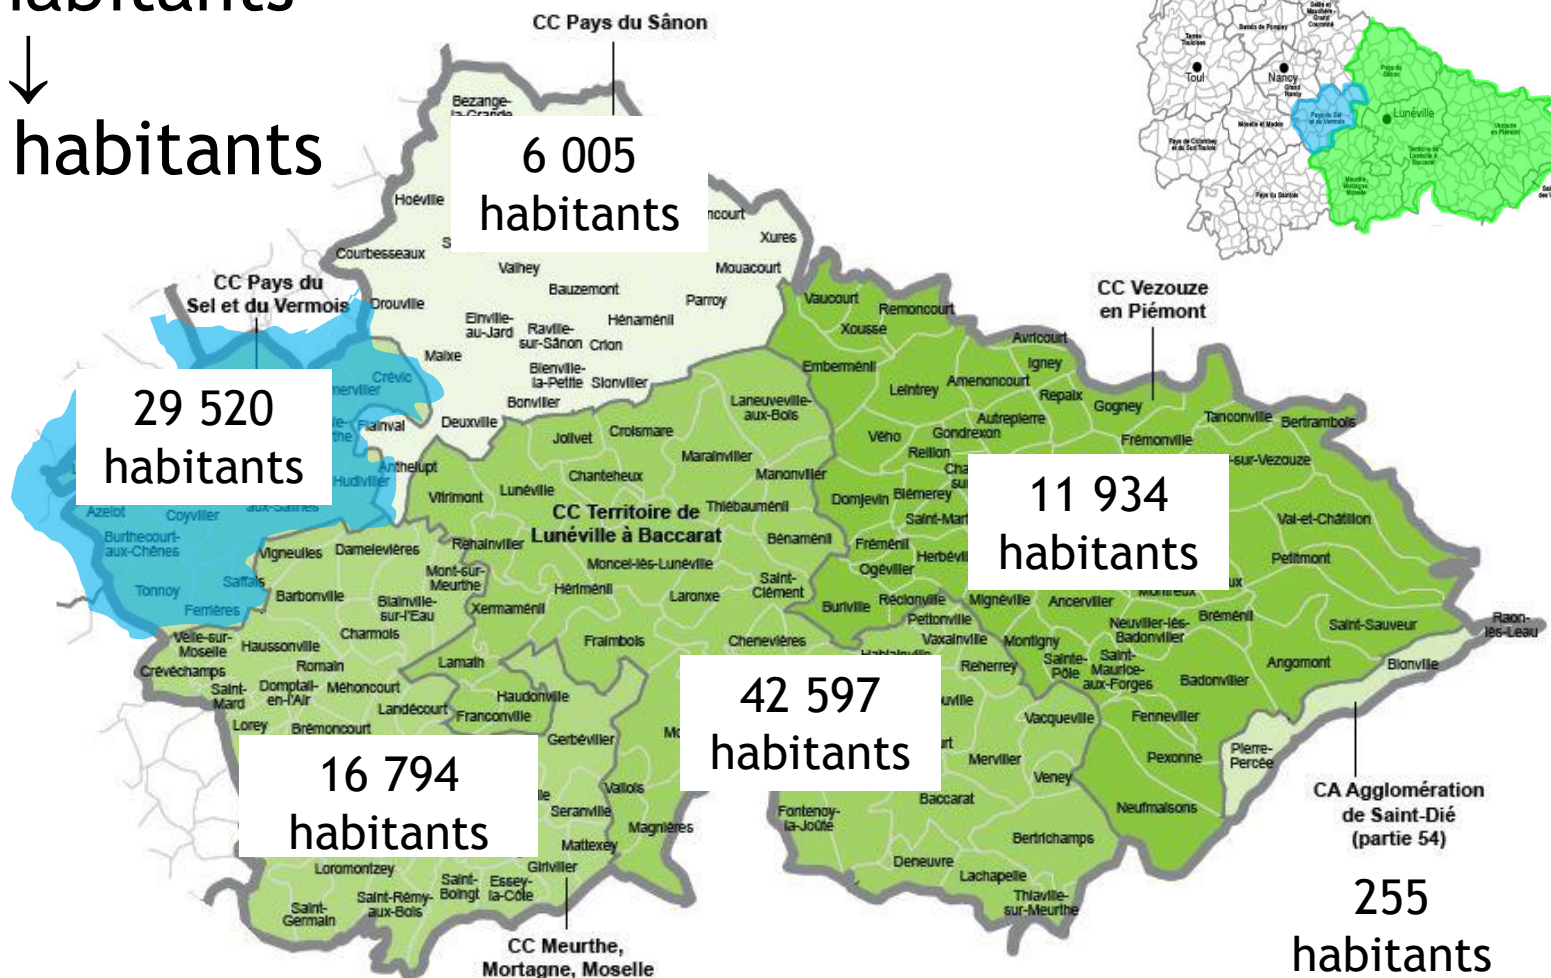 habitants
↓
habitants
CC Pays du Sânon
Bezange-
la-Grande
6 005
habitants
Hoéville
Courbesseaux
Xures
Valhey
Mouacourt
Bauzemont
Parroy
Drouville
Einville-
au-Jard
Raville-
sur-Sânon
Hénaménil
Crion
Maixe
Bienville-
la-Petite
Sionviller
Bonviller
Deuxville
CC Pays du
Sel et du Vermois
Crévic
Flainval
Anthelupt
Hudiviller
29 520
habitants
Azelot
Coyviller
aux-Salines
Burthecourt-
aux-Chênes
Tonnoy
Saffais
Ferrières
CC Vezouze
en Piémont
Vaucourt
Remoncourt
Xousse
Avricourt
Emberménil
Igney
Leintrey
Amenoncourt
Repaix
Gogney
Autrepierre
Tanconville
Bertrambois
Vého
Gondrexon
Frémonville
Reillon
-sur-Vezouze
Domjevin
Blémerey
11 934
habitants
Val-et-Châtillon
Fréménil
Petitmont
Ogéviller
Buriville
Réclonville
Mignéville
Ancerviller
Montreux
Pettonville
Neuviller-lès-
Badonviller
Bréménil
Saint-Sauveur
Raon-
lès-Leau
Vaxainville
Montigny
Reherrey
Sainte-
Pôle
Saint-
Maurice-
aux-Forges
Badonviller
Angomont
Bionville
Vacqueville
Fenneviller
Pexonne
Pierre-
Percée
Neufmaisons
Laneuveville-
aux-Bois
Jolivet
Croismare
Marainviller
Chanteheux
Manonviller
Vitrimont
Lunéville
CC Territoire de
Lunéville à Baccarat
Thiébauménil
Rehainviller
Bénaménil
Moncel-lès-Lunéville
Hériménil
Laronxe
Saint-
Clément
Xermaménil
Fraimbois
Chenevières
42 597
habitants
Lamath
Haudonville
Franconville
Gerbéviller
Vallois
Magnières
Seranville
Mattexey
Giriviller
Merviller
Veney
Baccarat
Fontenoy-
la-Joûte
Bertrichamps
Deneuvre
Lachapelle
Thiaville-
sur-Meurthe
Vigneulles
Damelevières
Mont-sur-
Meurthe
Barbonville
Blainville-
sur-l'Eau
Charmois
Velle-sur-
Moselle
Haussonville
Crévéchamps
Romain
Saint-
Mard
Domptail-
en-l'Air
Méhoncourt
Landécourt
Lorey
Brémoncourt
16 794
habitants
Loromontzey
Saint-Rémy-
aux-Bois
Saint-
Boingt
Essey-
la-Côte
Saint-
Germain
CC Meurthe,
Mortagne, Moselle
CA Agglomération
de Saint-Dié
(partie 54)
255
habitants
Toul
Nancy
Lunéville